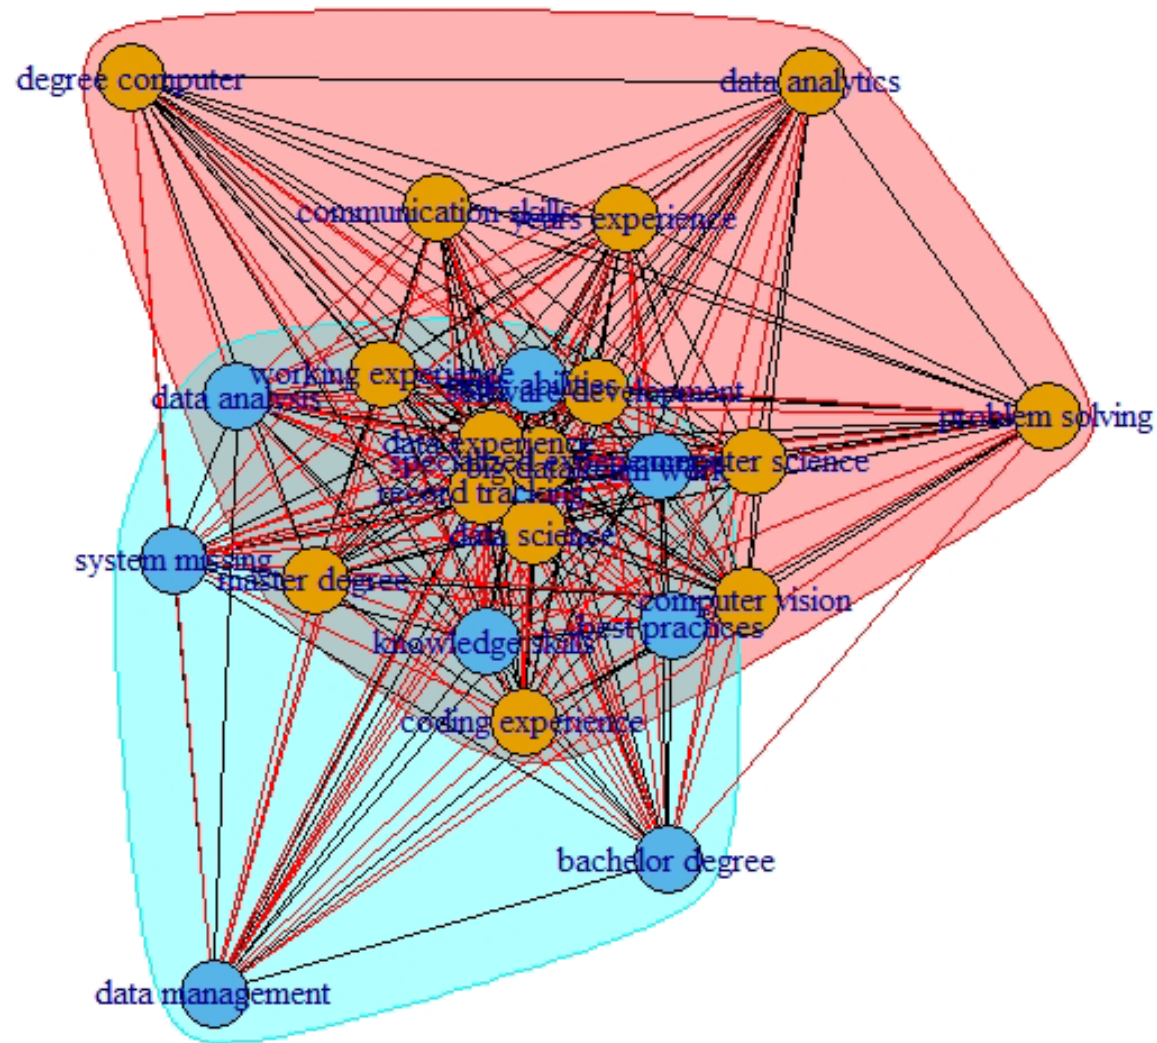 degree computer
data analytics
communication skills
years experience
working experience
data analysis
abilities
software development
data experience
problem solving
computer science
record tracking
data science
system missing
master degree
computer vision
best practices
knowledge skills
coding experience
bachelor degree
data management